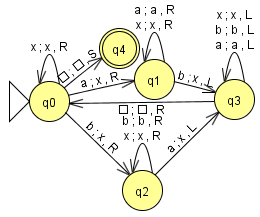 a ; a , R
x ; x , R
x ; x , L
b ; b , L
a ; a , L
x ; x , R
q4
□ ; □ , S
q1
a ; x , R
b ; x , L
q0
q3
□ ; □ , R
b ; b , R
x ; x , R
b ; x , R
a ; x , L
q2